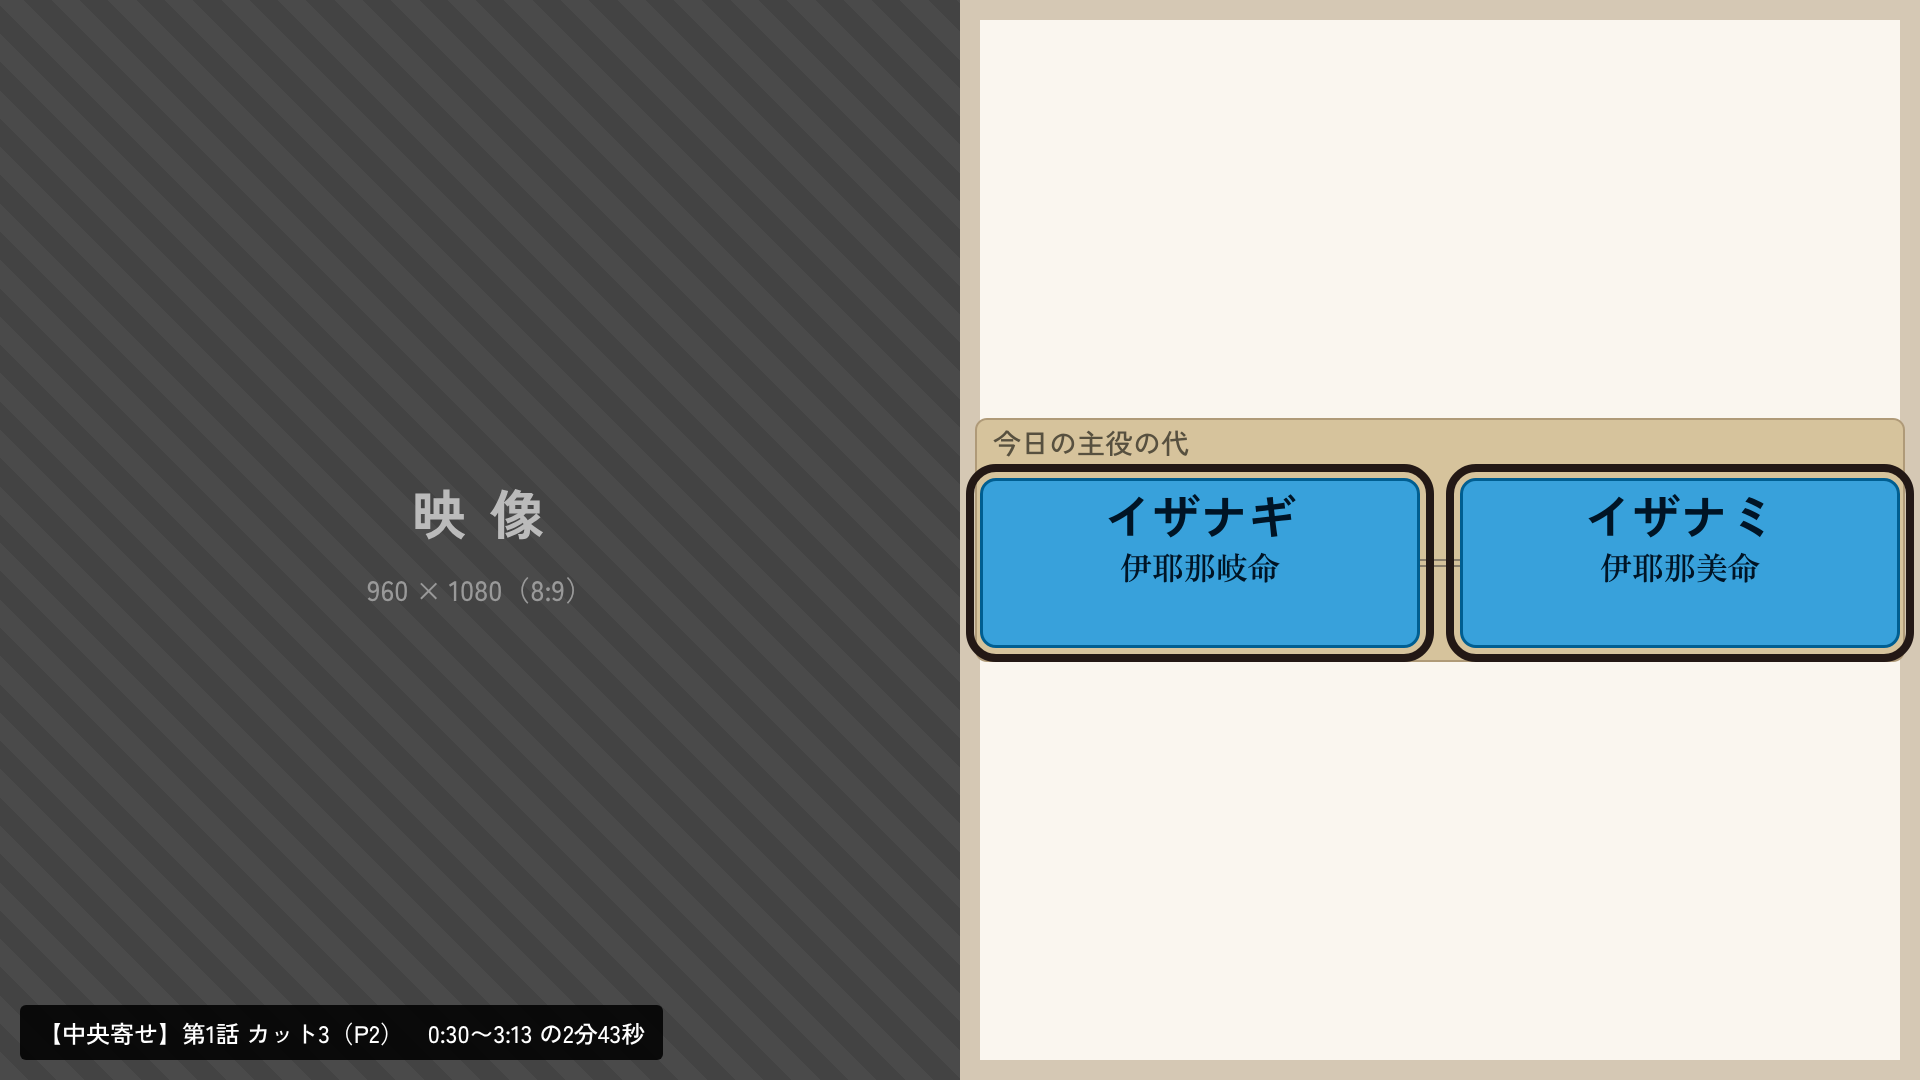 映 像
960 × 1080（8:9）
【中央寄せ】第1話 カット3（P2） 0:30〜3:13 の2分43秒
今日の主役の代
イザナギ
伊耶那岐命
イザナミ
伊耶那美命